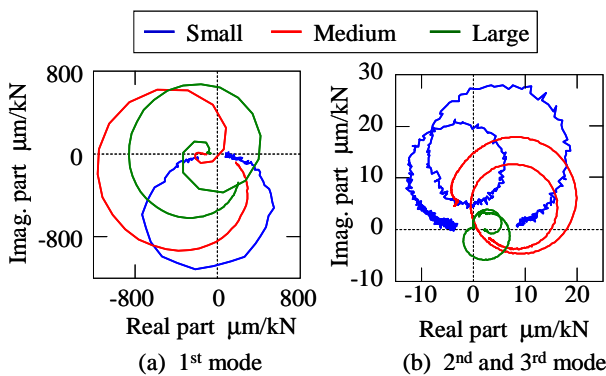 Small Medium Large
800
0
-800
Imag. part μm/kN
-800 0 800
Real part μm/kN
(a) 1st mode
30
20
10
0
-10
Imag. part μm/kN
-10 0 10 20
Real part μm/kN
(b) 2nd and 3rd mode